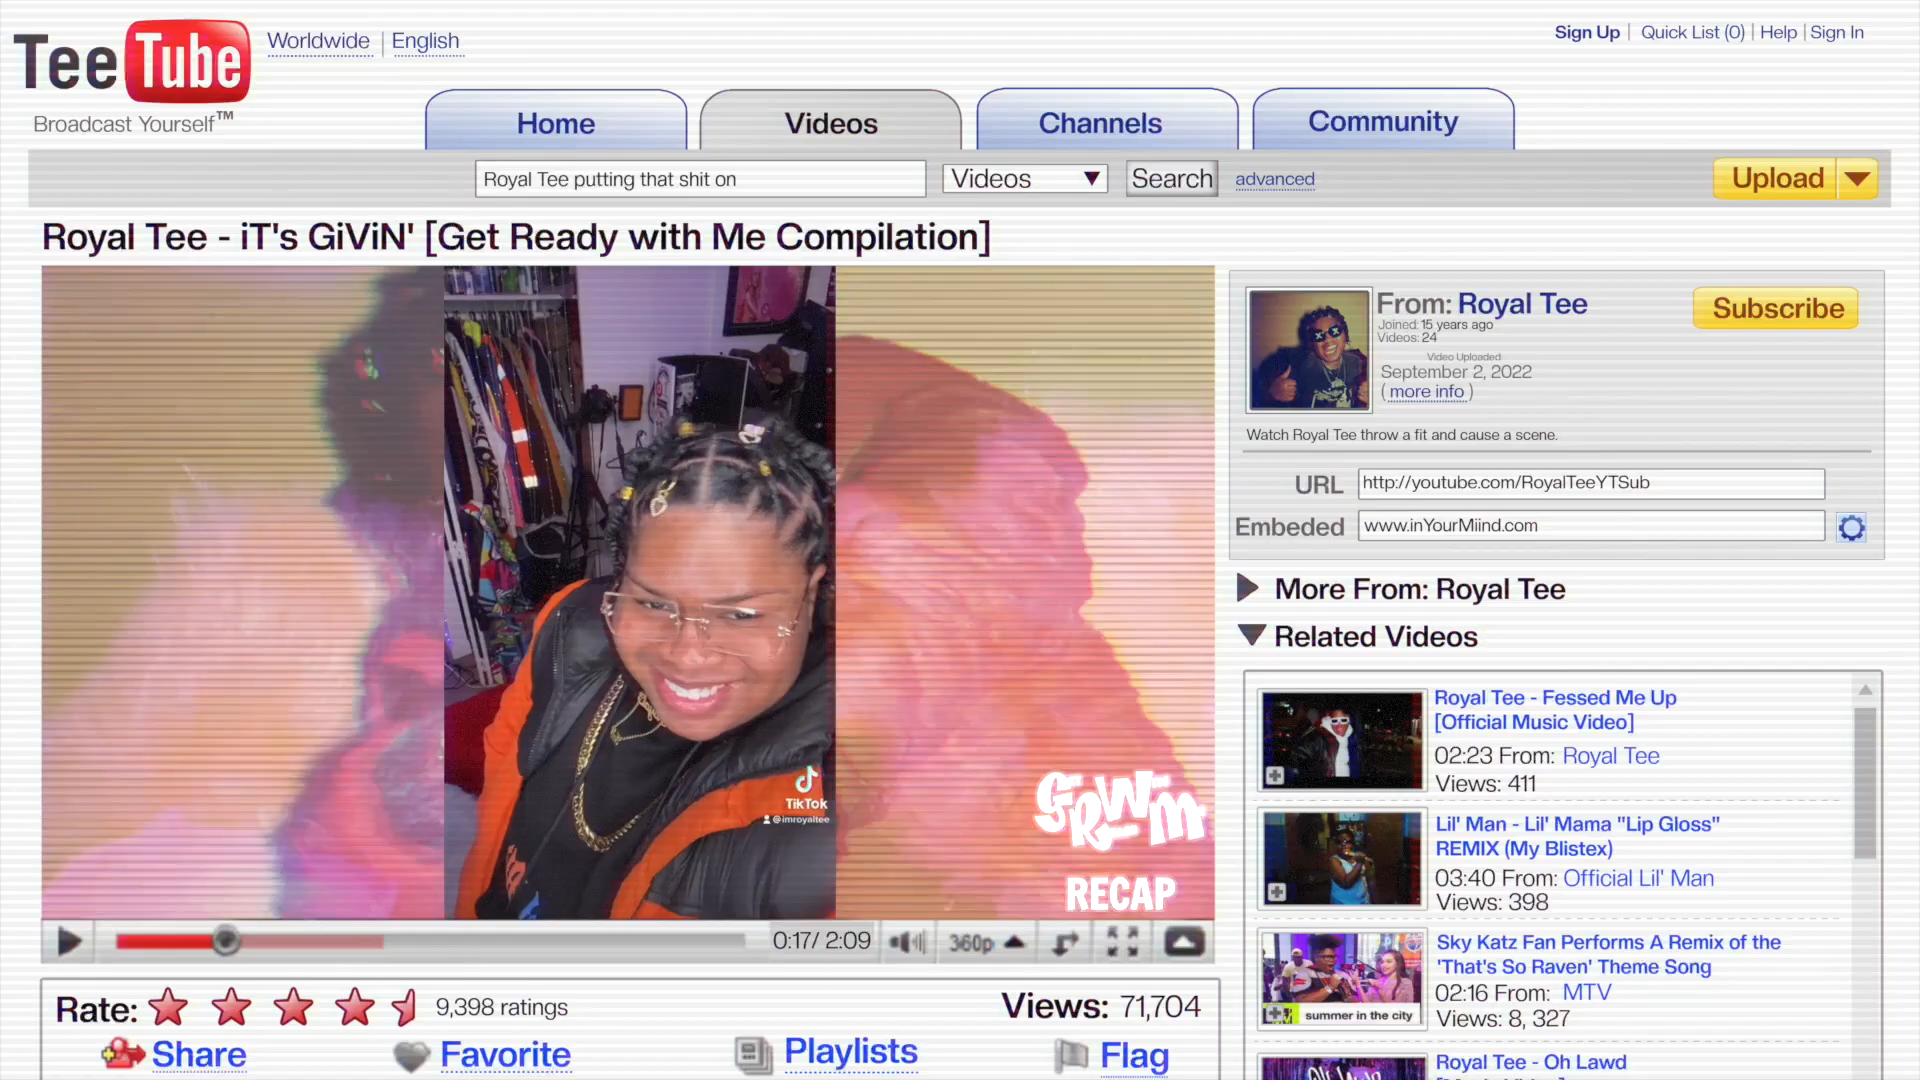 TeeTube
Worldwide | English
Sign Up | Quick List (0) | Help | Sign In
Broadcast Yourself™
Home
Videos
Channels
Community
Royal Tee putting that shit on
Videos
Search
advanced
Upload
Royal Tee - iT's GiViN' [Get Ready with Me Compilation]
TikTok
@imroyaltee
GRWM
RECAP
0:17/ 2:09
360p
Rate:
9,398 ratings
Views: 71,704
Share
Favorite
Playlists
Flag
From: Royal Tee
Joined: 15 years ago
Videos: 24
Video Uploaded
September 2, 2022
( more info )
Subscribe
Watch Royal Tee throw a fit and cause a scene.
URL
http://youtube.com/RoyalTeeYTSub
Embeded
www.inYourMiind.com
More From: Royal Tee
Related Videos
Royal Tee - Fessed Me Up
[Official Music Video]
02:23 From: Royal Tee
Views: 411
Lil' Man - Lil' Mama "Lip Gloss"
REMIX (My Blistex)
03:40 From: Official Lil' Man
Views: 398
Sky Katz Fan Performs A Remix of the
'That's So Raven' Theme Song
02:16 From: MTV
Views: 8, 327
summer in the city
Royal Tee - Oh Lawd